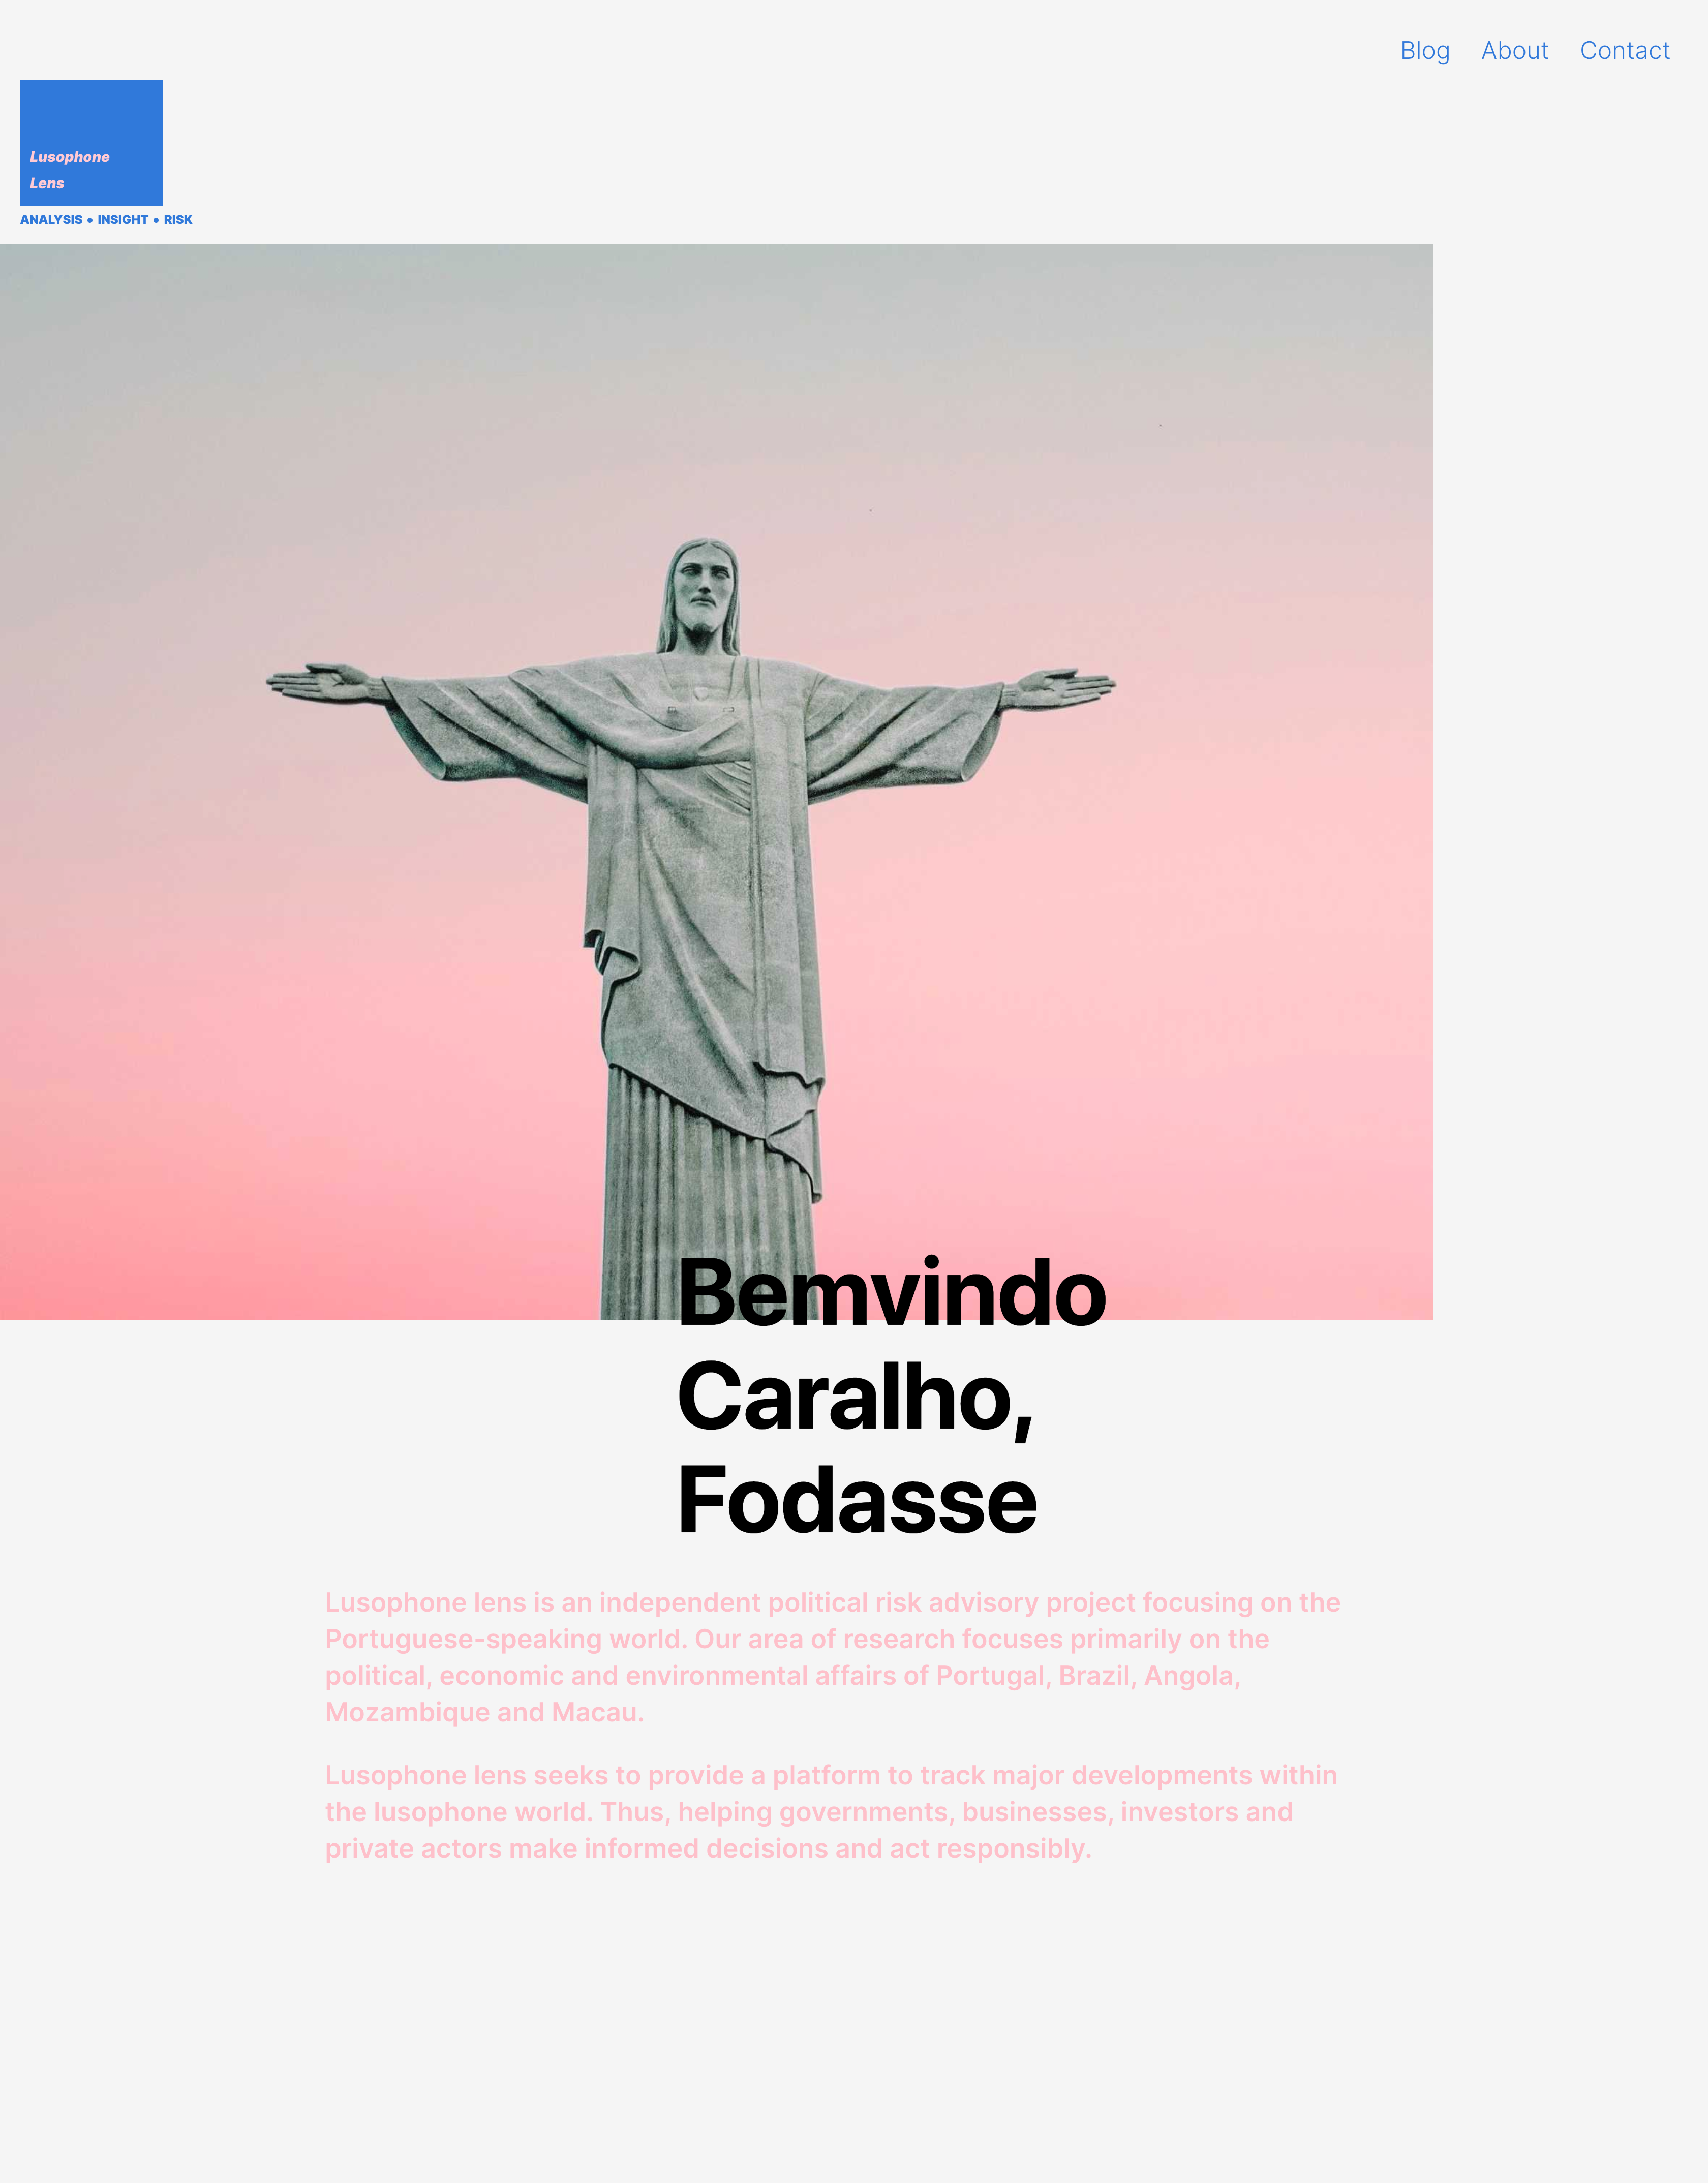 Blog About Contact
Lusophone
Lens
ANALYSIS • INSIGHT • RISK
Bemvindo
Caralho,
Fodasse
Lusophone lens is an independent political risk advisory project focusing on the
Portuguese-speaking world. Our area of research focuses primarily on the
political, economic and environmental affairs of Portugal, Brazil, Angola,
Mozambique and Macau.
Lusophone lens seeks to provide a platform to track major developments within
the lusophone world. Thus, helping governments, businesses, investors and
private actors make informed decisions and act responsibly.